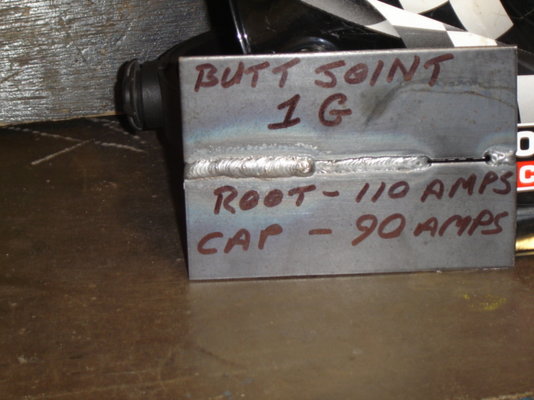 BUTT JOINT
1 G
ROOT - 110 AMPS
CAP - 90 AMPS